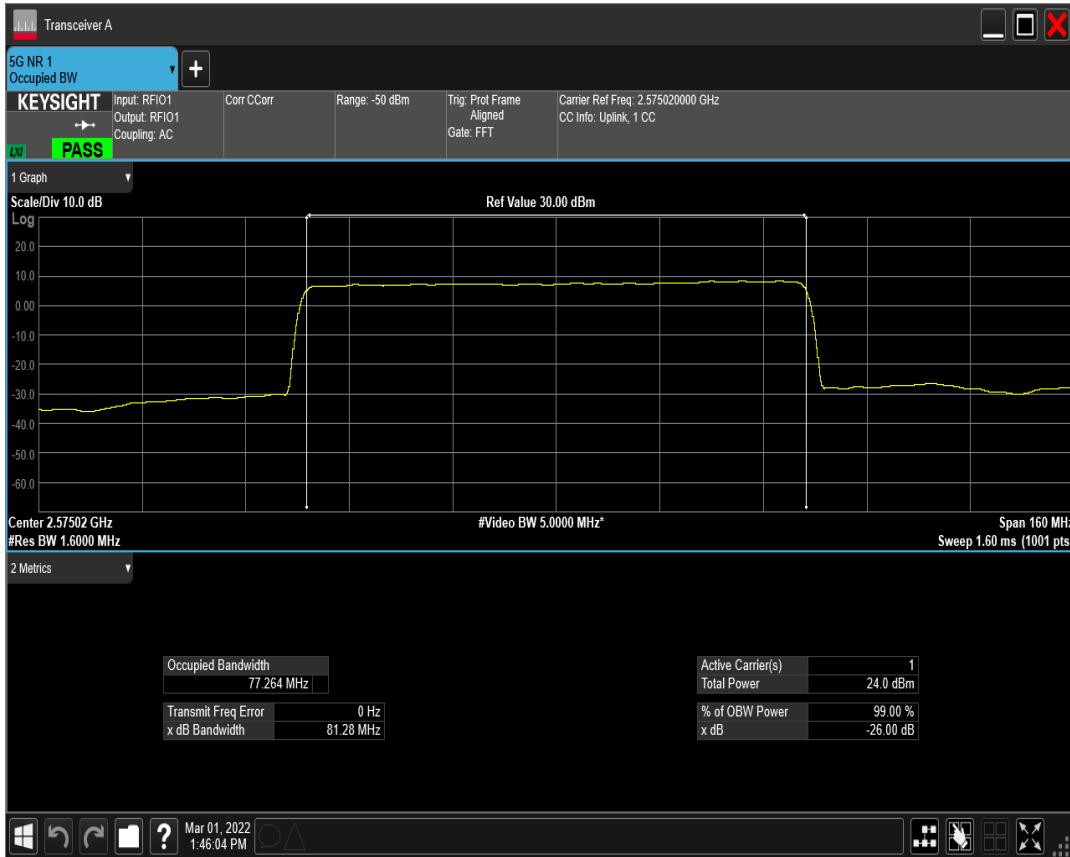 Transceiver A
5G NR 1
Occupied BW
+
KEYSIGHT
LXI
PASS
Input: RFIO1
Output: RFIO1
Coupling: AC
Corr CCorr
Range: -50 dBm
Trig: Prot Frame
Aligned
Gate: FFT
Carrier Ref Freq: 2.575020000 GHz
CC Info: Uplink, 1 CC
1 Graph
Scale/Div 10.0 dB
Ref Value 30.00 dBm
Log
20.0
10.0
0.00
-10.0
-20.0
-30.0
-40.0
-50.0
-60.0
Center 2.57502 GHz
#Video BW 5.0000 MHz*
Span 160 MHz
#Res BW 1.6000 MHz
Sweep 1.60 ms (1001 pts
2 Metrics
Occupied Bandwidth
77.264 MHz
Transmit Freq Error 0 Hz
x dB Bandwidth 81.28 MHz
Active Carrier(s) 1
Total Power 24.0 dBm
% of OBW Power 99.00 %
x dB -26.00 dB
?
Mar 01, 2022
1:46:04 PM